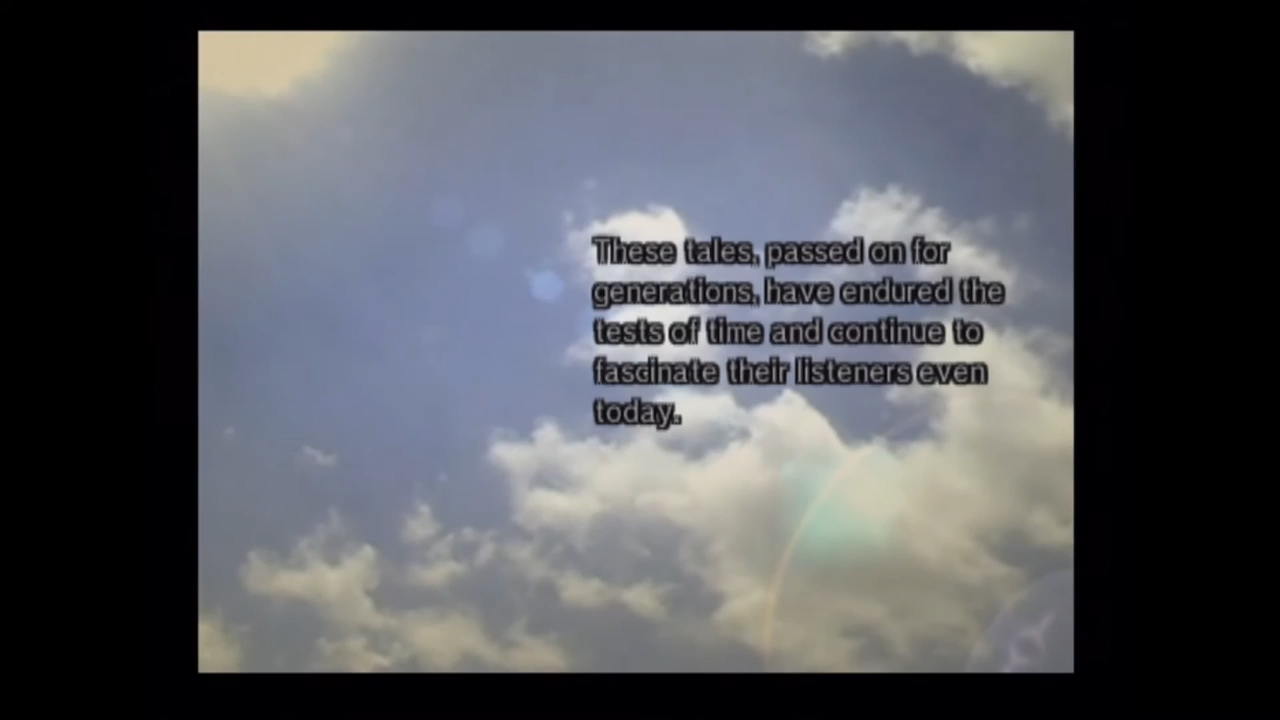 These tales, passed on for
generations, have endured the
tests of time and continue to
fascinate their listeners even
today.